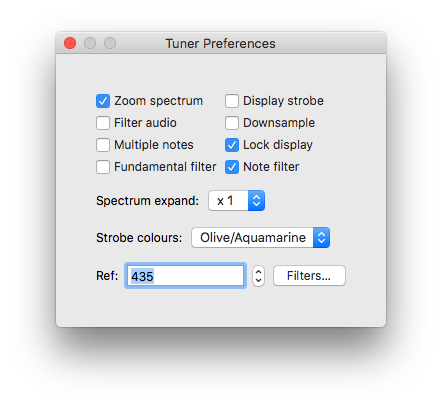 Tuner Preferences
Zoom spectrum Display strobe
Filter audio Downsample
Multiple notes Lock display
Fundamental filter Note filter
Spectrum expand: x 1
Strobe colours: Olive/Aquamarine
Ref: 435 Filters...